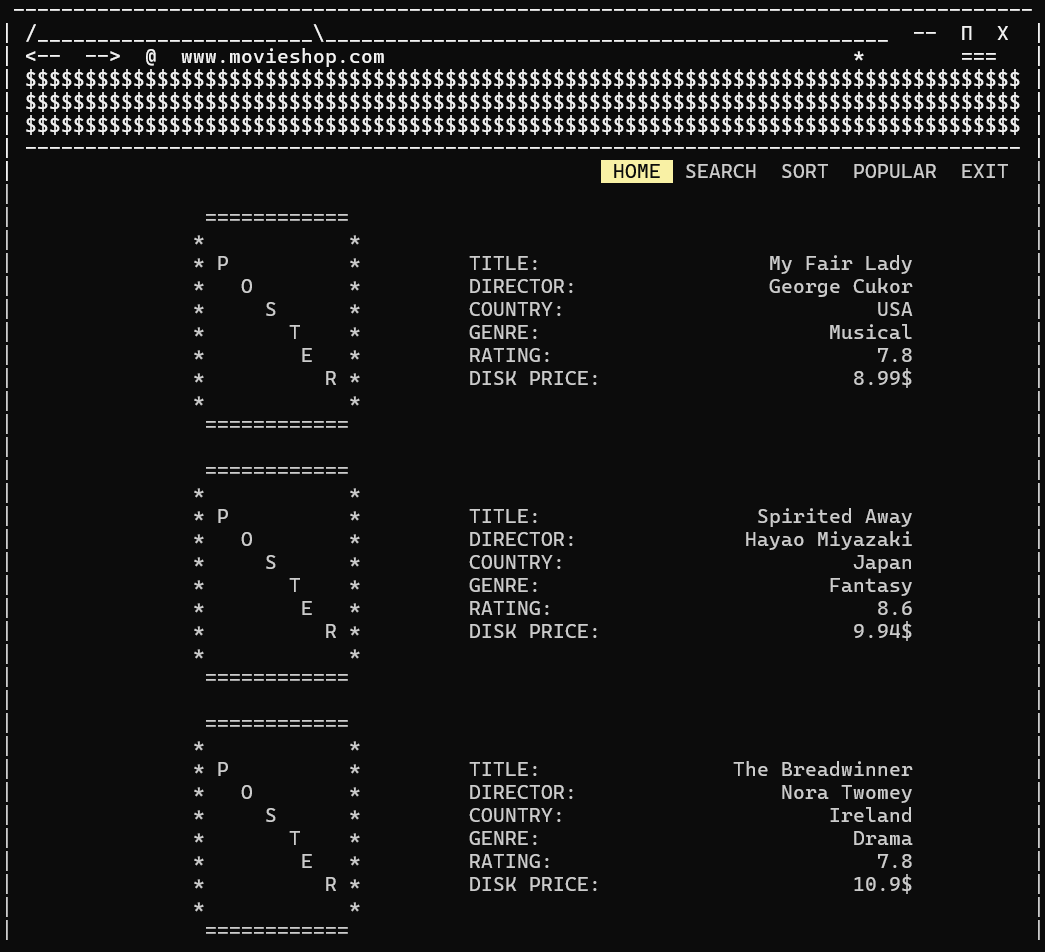 /_______________________\_______________________________________________ -- П X
<-- --> @ www.movieshop.com * ===
$$$$$$$$$$$$$$$$$$$$$$$$$$$$$$$$$$$$$$$$$$$$$$$$$$$$$$$$$$$$$$$$$$$$$$$$$$$$$$$$$$$
$$$$$$$$$$$$$$$$$$$$$$$$$$$$$$$$$$$$$$$$$$$$$$$$$$$$$$$$$$$$$$$$$$$$$$$$$$$$$$$$$$$
$$$$$$$$$$$$$$$$$$$$$$$$$$$$$$$$$$$$$$$$$$$$$$$$$$$$$$$$$$$$$$$$$$$$$$$$$$$$$$$$$$$
HOME SEARCH SORT POPULAR EXIT
============
* *
* P * TITLE: My Fair Lady
* O * DIRECTOR: George Cukor
* S * COUNTRY: USA
* T * GENRE: Musical
* E * RATING: 7.8
* R * DISK PRICE: 8.99$
* *
============
============
* *
* P * TITLE: Spirited Away
* O * DIRECTOR: Hayao Miyazaki
* S * COUNTRY: Japan
* T * GENRE: Fantasy
* E * RATING: 8.6
* R * DISK PRICE: 9.94$
* *
============
============
* *
* P * TITLE: The Breadwinner
* O * DIRECTOR: Nora Twomey
* S * COUNTRY: Ireland
* T * GENRE: Drama
* E * RATING: 7.8
* R * DISK PRICE: 10.9$
* *
============